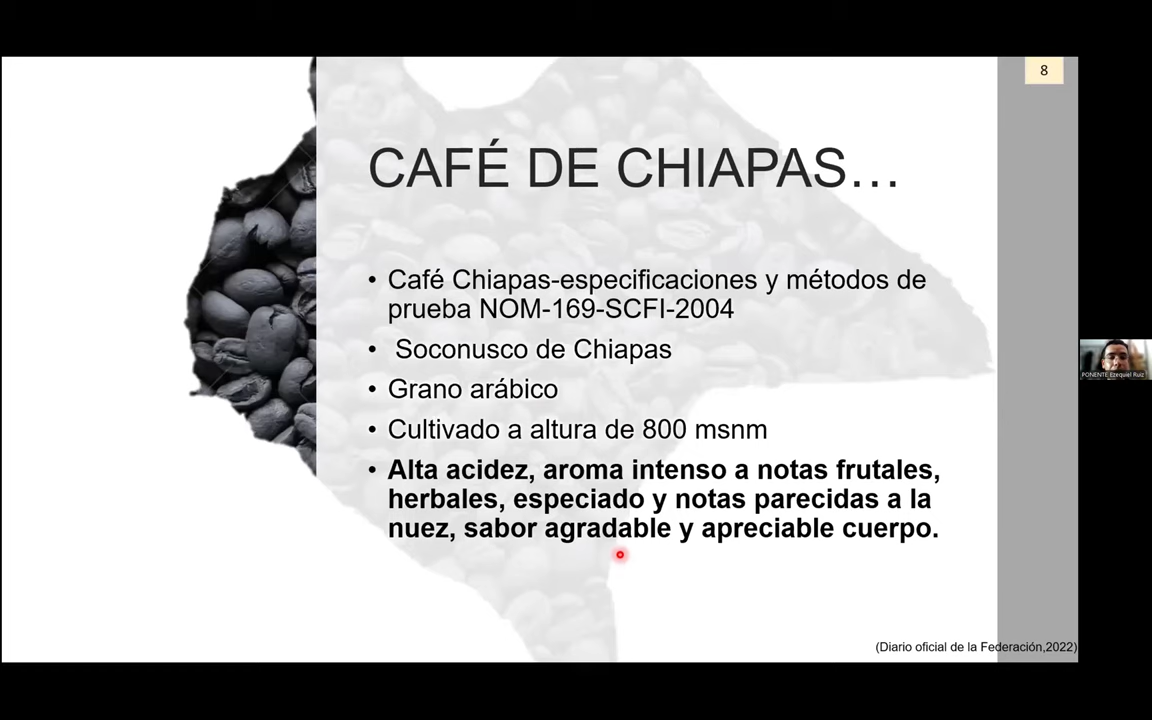 8
CAFÉ DE CHIAPAS…
• Café Chiapas-especificaciones y métodos de
prueba NOM-169-SCFI-2004
• Soconusco de Chiapas
• Grano arábico
• Cultivado a altura de 800 msnm
• Alta acidez, aroma intenso a notas frutales,
herbales, especiado y notas parecidas a la
nuez, sabor agradable y apreciable cuerpo.
PONENTE Ezequiel Ruiz
(Diario oficial de la Federación,2022)